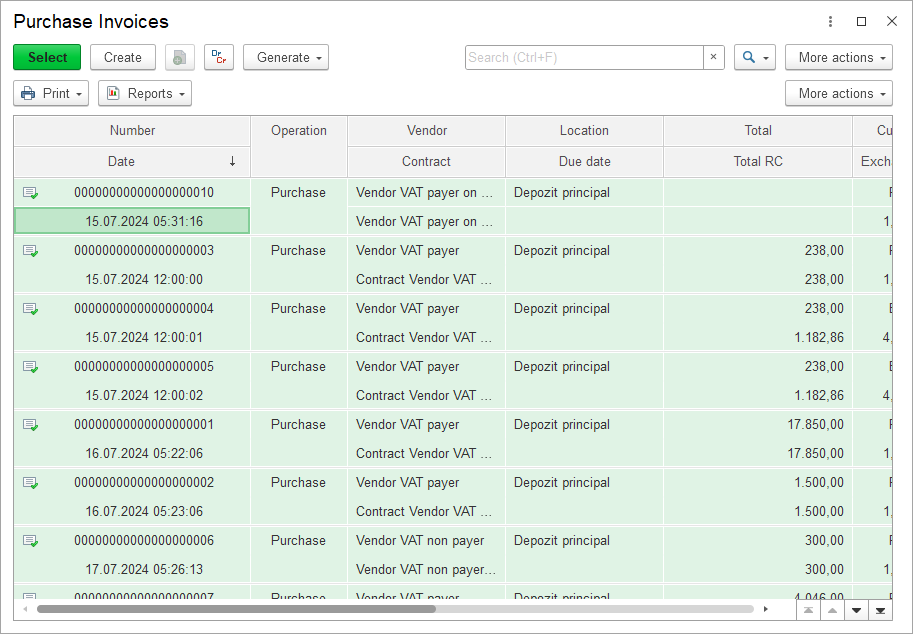 Purchase Invoices
Select Create Dr Cr Generate Search (Ctrl+F) × More actions
Print Reports More actions
Number Operation Vendor Location Total Cu
Date ↓ Contract Due date Total RC Exch
00000000000000000010 Purchase Vendor VAT payer on ... Depozit principal
15.07.2024 05:31:16 Vendor VAT payer on ... 1,
00000000000000000003 Purchase Vendor VAT payer Depozit principal 238,00
15.07.2024 12:00:00 Contract Vendor VAT ... 238,00 1,
00000000000000000004 Purchase Vendor VAT payer Depozit principal 238,00
15.07.2024 12:00:01 Contract Vendor VAT ... 1.182,86 4,
00000000000000000005 Purchase Vendor VAT payer Depozit principal 238,00
15.07.2024 12:00:02 Contract Vendor VAT ... 1.182,86 4,
00000000000000000001 Purchase Vendor VAT payer Depozit principal 17.850,00
16.07.2024 05:22:06 Contract Vendor VAT ... 17.850,00 1,
00000000000000000002 Purchase Vendor VAT payer Depozit principal 1.500,00
16.07.2024 05:23:06 Contract Vendor VAT ... 1.500,00 1,
00000000000000000006 Purchase Vendor VAT non payer Depozit principal 300,00
17.07.2024 05:26:13 Vendor VAT non payer... 300,00 1,
00000000000000000007 Purchase Vendor VAT payer Depozit principal 4.046,00